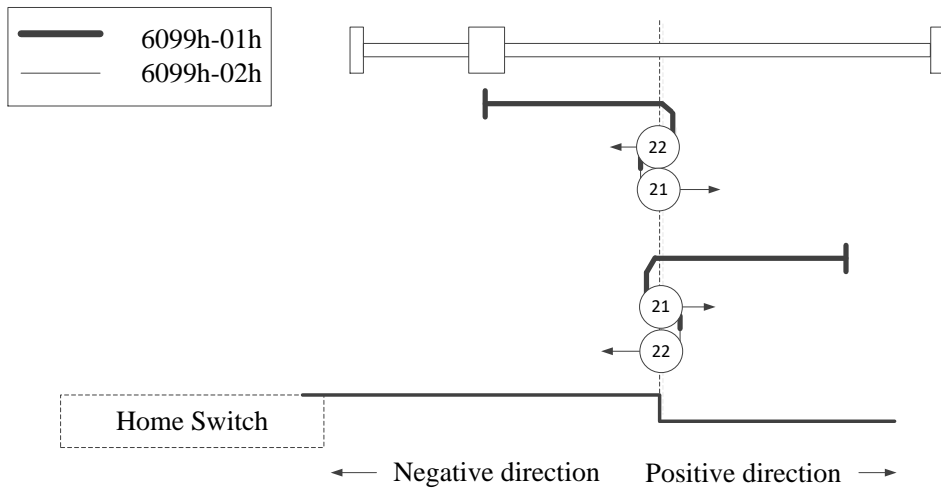 6099h-01h
6099h-02h
22
21
21
22
Home Switch
Negative direction
Positive direction